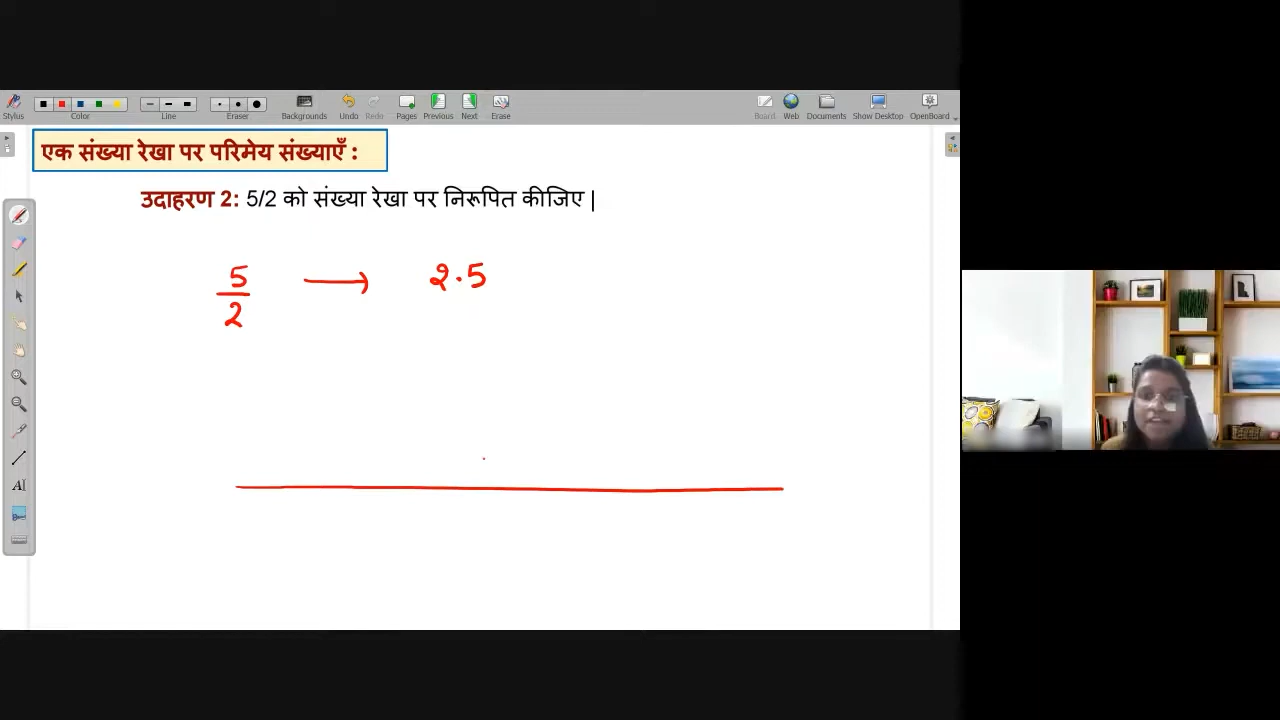 Stylus
Color
Line
Eraser
Backgrounds
Undo
Redo
Pages
Previous
Next
Erase
Board
Web
Documents
Show Desktop
OpenBoard
एक संख्या रेखा पर परिमेय संख्याएँ :
उदाहरण 2: 5/2 को संख्या रेखा पर निरूपित कीजिए |
5/2 → 2.5